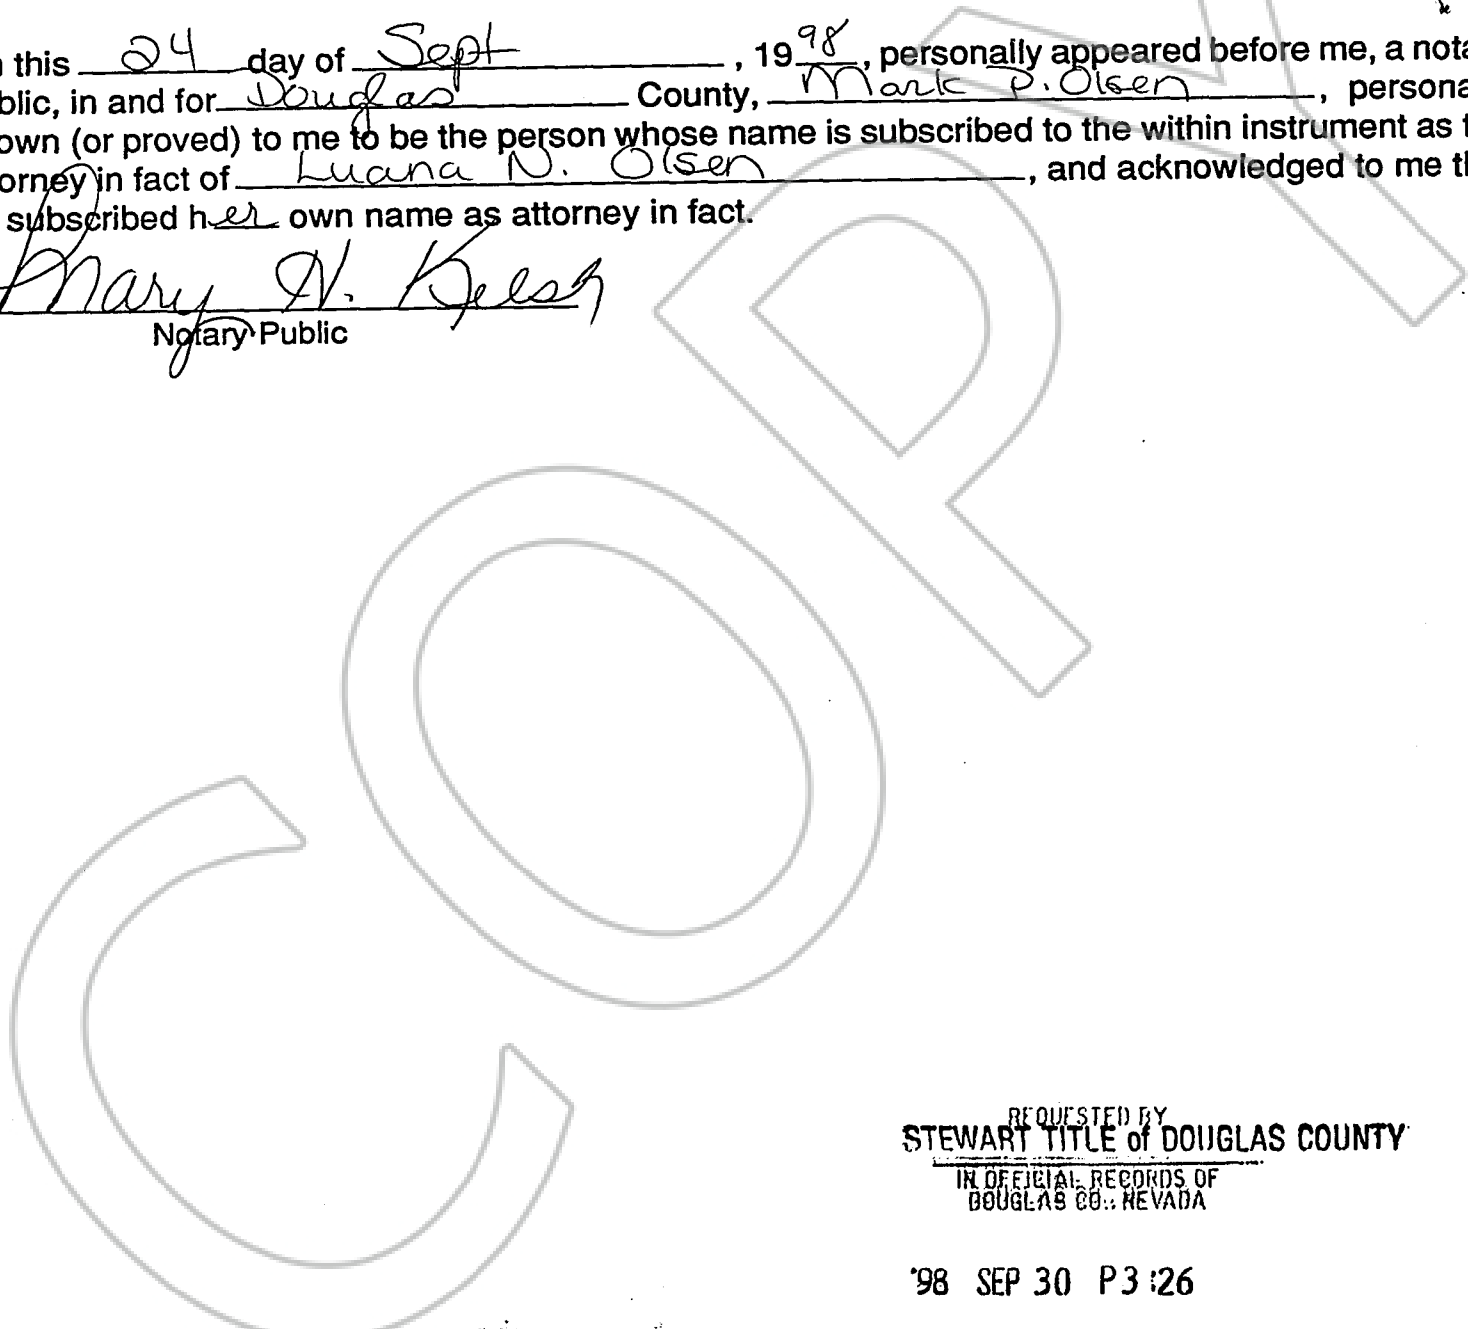 this 24 day of Sept , 19 98, personally appeared before me, a nota
blic, in and for Douglas County, Mark P. Olsen , persona
own (or proved) to me to be the person whose name is subscribed to the within instrument as t
orney in fact of Luana N. Olsen , and acknowledged to me th
subscribed her own name as attorney in fact.
Mary N. Kelsh
Notary Public
COPY
REQUESTED BY
STEWART TITLE of DOUGLAS COUNTY
IN OFFICIAL RECORDS OF
DOUGLAS CO., NEVADA
'98 SEP 30 P3:26